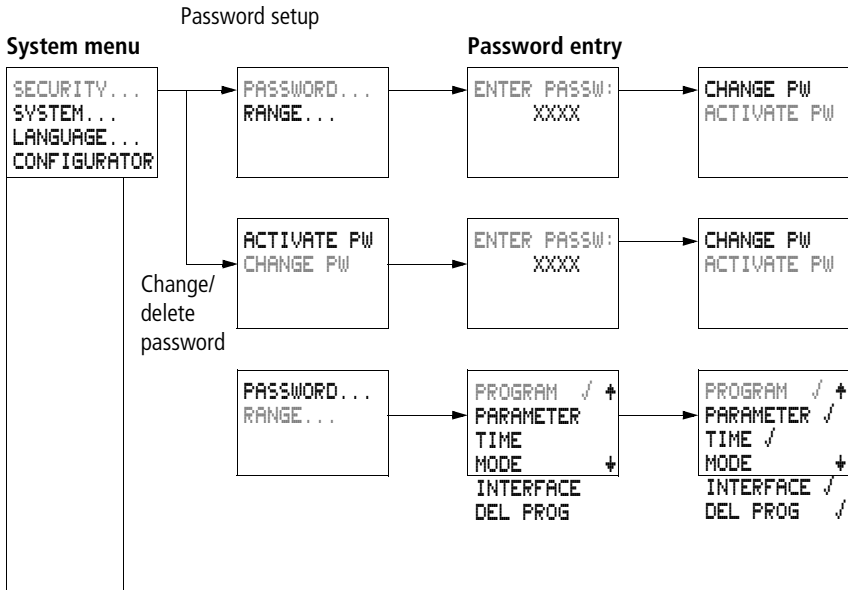 Password setup
System menu
Password entry
SECURITY...
SYSTEM...
LANGUAGE...
CONFIGURATOR
PASSWORD...
RANGE...
ENTER PASSW:
XXXX
CHANGE PW
ACTIVATE PW
Change/
delete
password
ACTIVATE PW
CHANGE PW
ENTER PASSW:
XXXX
CHANGE PW
ACTIVATE PW
PASSWORD...
RANGE...
PROGRAM √ ↑
PARAMETER
TIME
MODE ↓
INTERFACE
DEL PROG
PROGRAM √ ↑
PARAMETER √
TIME √
MODE ↓
INTERFACE √
DEL PROG √